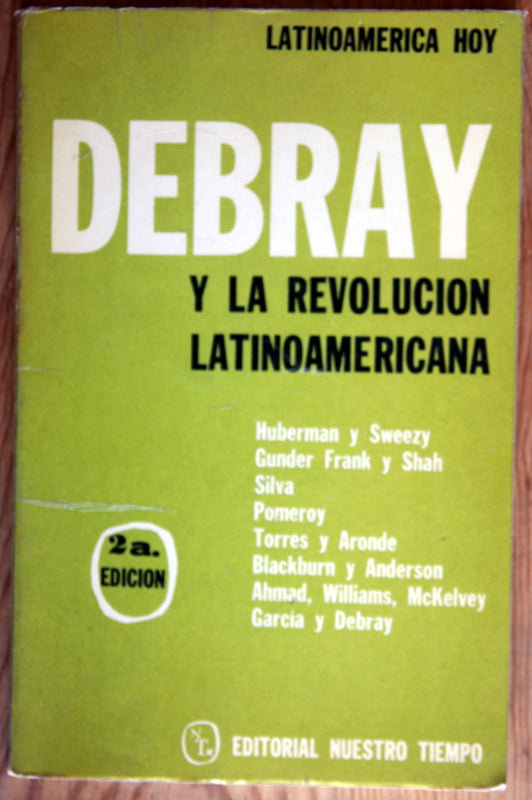 LATINOAMERICA HOY
DEBRAY
Y LA REVOLUCION
LATINOAMERICANA
Huberman y Sweezy
Gunder Frank y Shah
Silva
Pomeroy
Torres y Aronde
Blackburn y Anderson
Ahmad, Williams, McKelvey
García y Debray
2a.
EDICION
NT
EDITORIAL NUESTRO TIEMPO